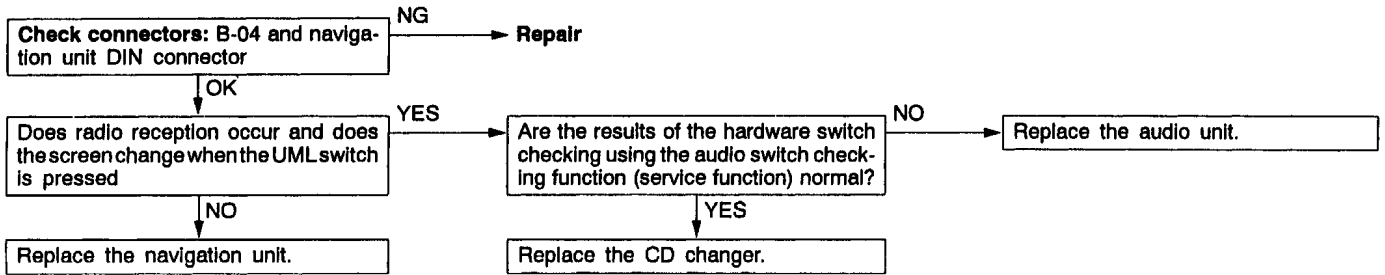 Check connectors: B-04 and naviga-
tion unit DIN connector
NG
Repair
OK
Does radio reception occur and does
the screen change when the UML switch
is pressed
YES
Are the results of the hardware switch
checking using the audio switch check-
ing function (service function) normal?
NO
Replace the audio unit.
NO
Replace the navigation unit.
YES
Replace the CD changer.